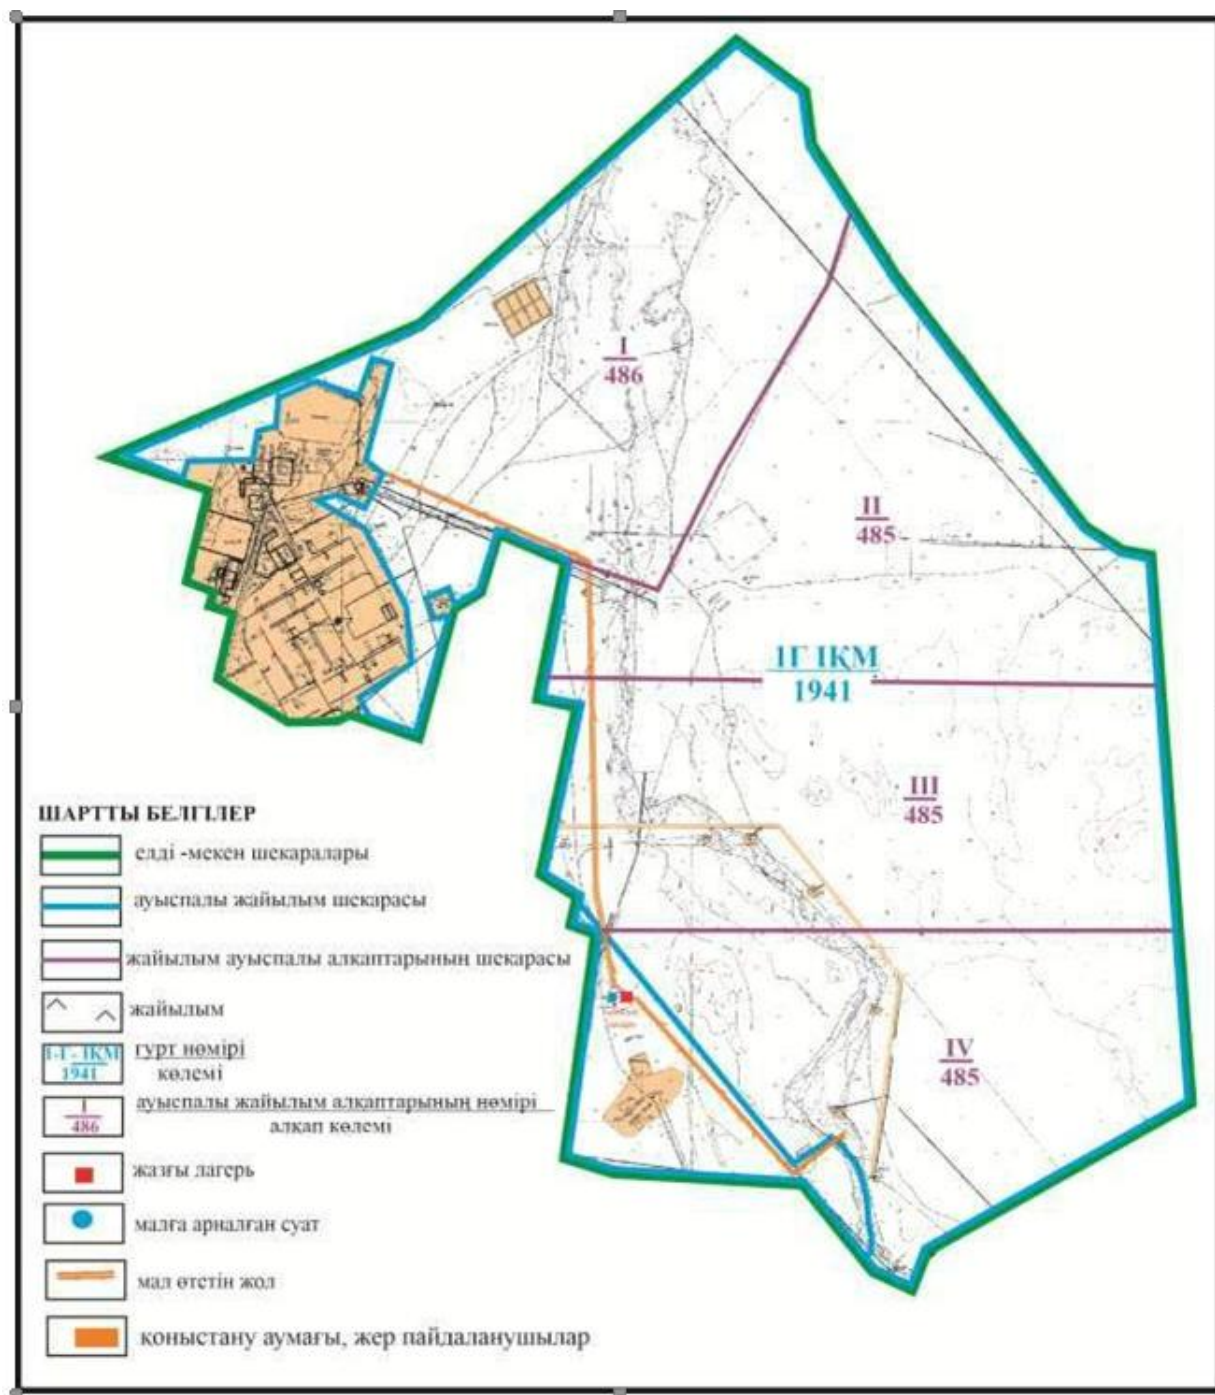 I
486
II
485
1Г ІҚМ
1941
III
485
IV
485
ШАРТТЫ БЕЛГІЛЕР
елді -мекен шекаралары
ауыспалы жайылым шекарасы
жайылым ауыспалы алқаптарының шекарасы
жайылым
1-Г - ІҚМ
1941
гурт нөмірі
көлемі
I
486
ауыспалы жайылым алқаптарының нөмірі
алқап көлемі
жазғы лагерь
малға арналған суат
мал өтетін жол
қоныстану аумағы, жер пайдаланушылар